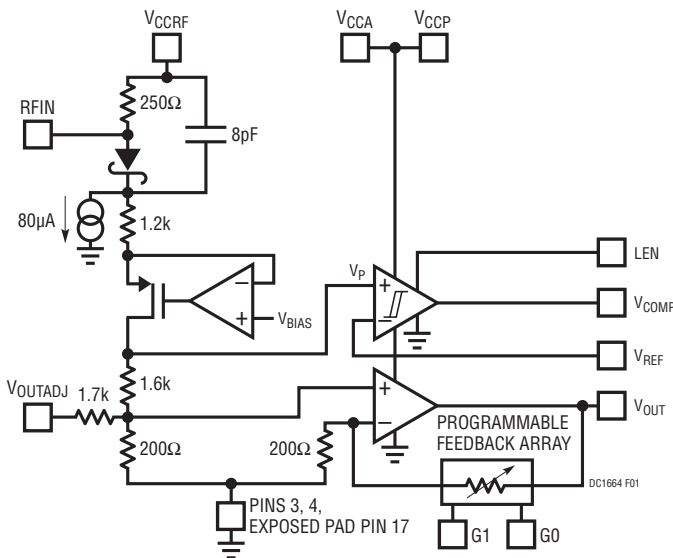 VCCRF
VCCA
VCCP
RFIN
250Ω
8pF
80µA
1.2k
LEN
VP
+
–
–
+
VBIAS
VCOMP
VREF
VOUTADJ
1.7k
1.6k
+
–
VOUT
200Ω
200Ω
PROGRAMMABLE
FEEDBACK ARRAY
DC1664 F01
PINS 3, 4,
EXPOSED PAD PIN 17
G1
G0